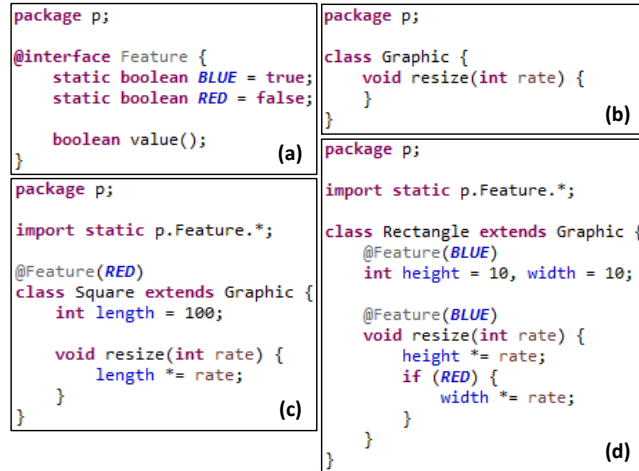 package p;
@interface Feature {
static boolean BLUE = true;
static boolean RED = false;
boolean value();
}
(a)
package p;
class Graphic {
void resize(int rate) {
}
}
(b)
package p;
import static p.Feature.*;
@Feature(RED)
class Square extends Graphic {
int length = 100;
void resize(int rate) {
length *= rate;
}
}
(c)
package p;
import static p.Feature.*;
class Rectangle extends Graphic {
@Feature(BLUE)
int height = 10, width = 10;
@Feature(BLUE)
void resize(int rate) {
height *= rate;
if (RED) {
width *= rate;
}
}
}
(d)